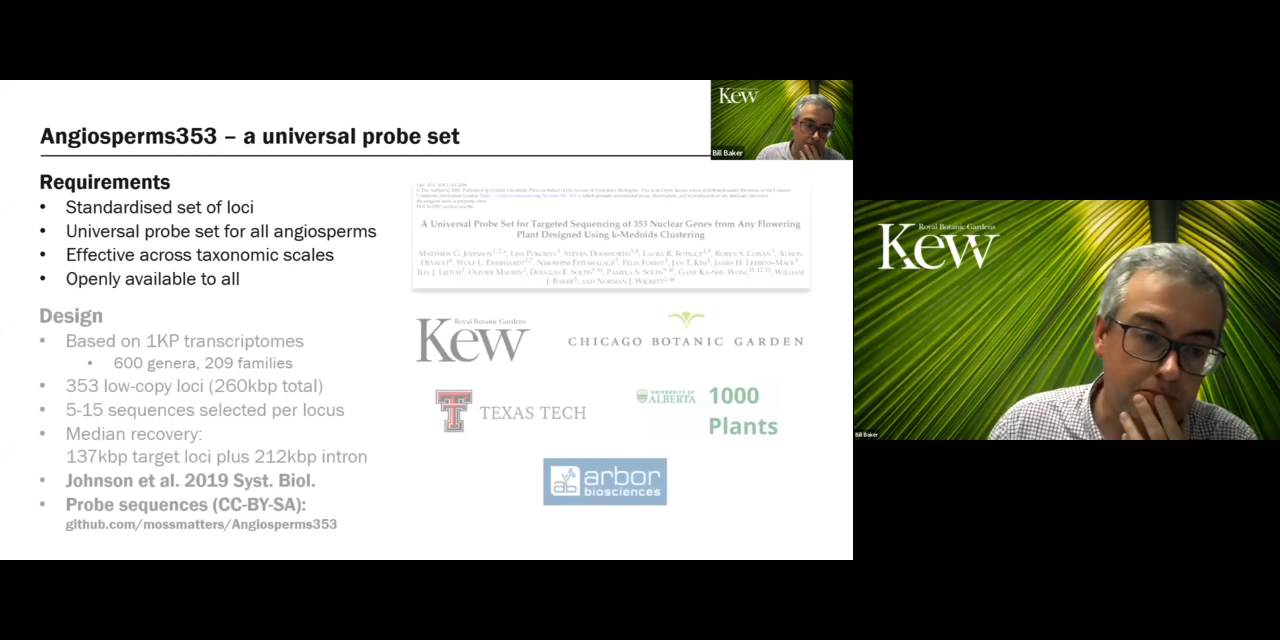 Angiosperms353 – a universal probe set
Kew
Bill Baker
Requirements
• Standardised set of loci
• Universal probe set for all angiosperms
• Effective across taxonomic scales
• Openly available to all
Design
• Based on 1KP transcriptomes
• 600 genera, 209 families
• 353 low-copy loci (260kbp total)
• 5-15 sequences selected per locus
• Median recovery:
137kbp target loci plus 212kbp intron
• Johnson et al. 2019 Syst. Biol.
• Probe sequences (CC-BY-SA):
github.com/mossmatters/Angiosperms353
A Universal Probe Set for Targeted Sequencing of 353 Nuclear Genes from Any Flowering
Plant Designed Using k-Medoids Clustering
Royal Botanic Gardens
Kew
CHICAGO BOTANIC GARDEN
TEXAS TECH
UNIVERSITY OF
ALBERTA
1000
Plants
arbor
biosciences
Royal Botanic Gardens
Kew
Bill Baker